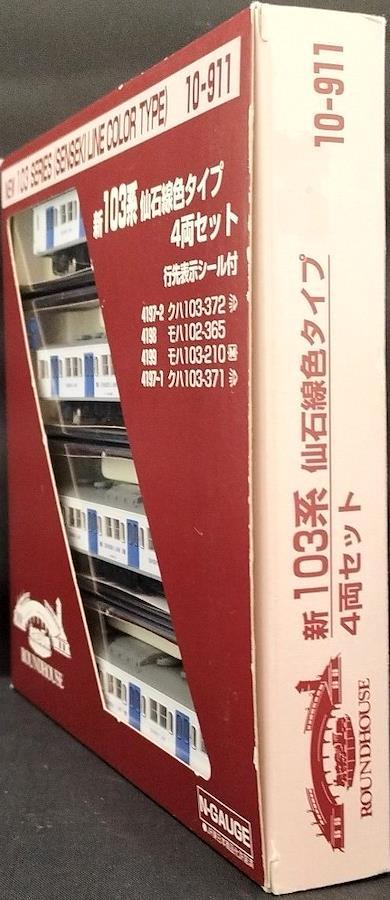 NEW 103 SERIES (SENSEKI LINE COLOR TYPE) 10-911
新103系 仙石線色タイプ
4両セット
行先表示シール付
4197-2 クハ103-372
4198 モハ102-365
4199 モハ103-210 M
4197-1 クハ103-371
ROUNDHOUSE
N-GAUGE
10-911
新103系 仙石線色タイプ
4両セット
ROUNDHOUSE